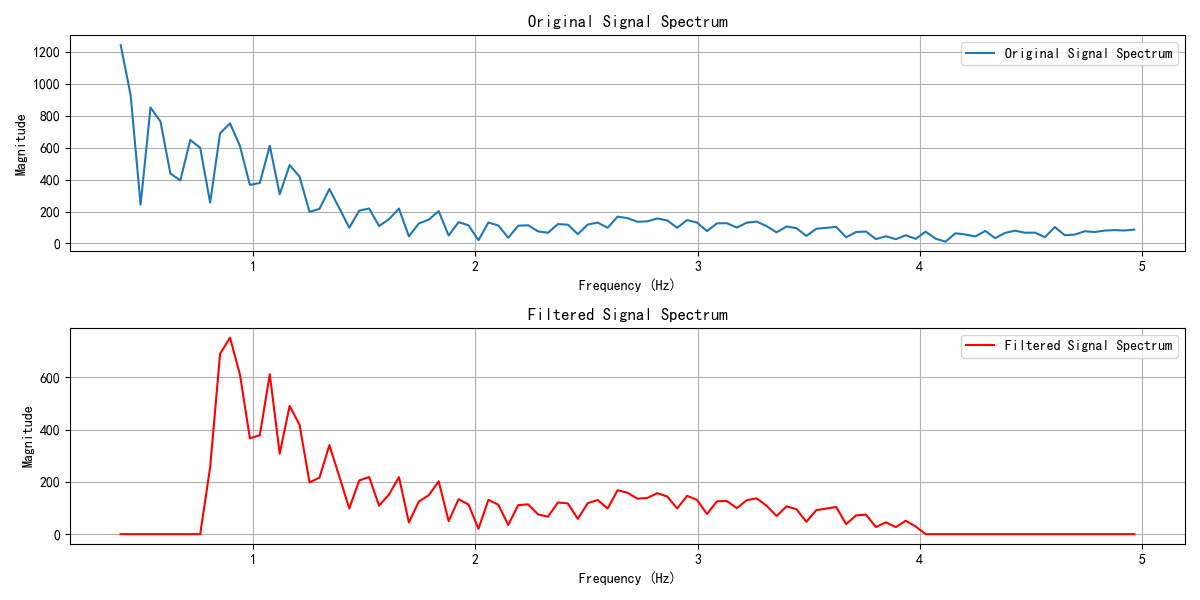 Original Signal Spectrum
Original Signal Spectrum
1200
1000
800
600
400
200
0
Magnitude
1 2 3 4 5
Frequency (Hz)
Filtered Signal Spectrum
Filtered Signal Spectrum
600
400
200
0
Magnitude
1 2 3 4 5
Frequency (Hz)